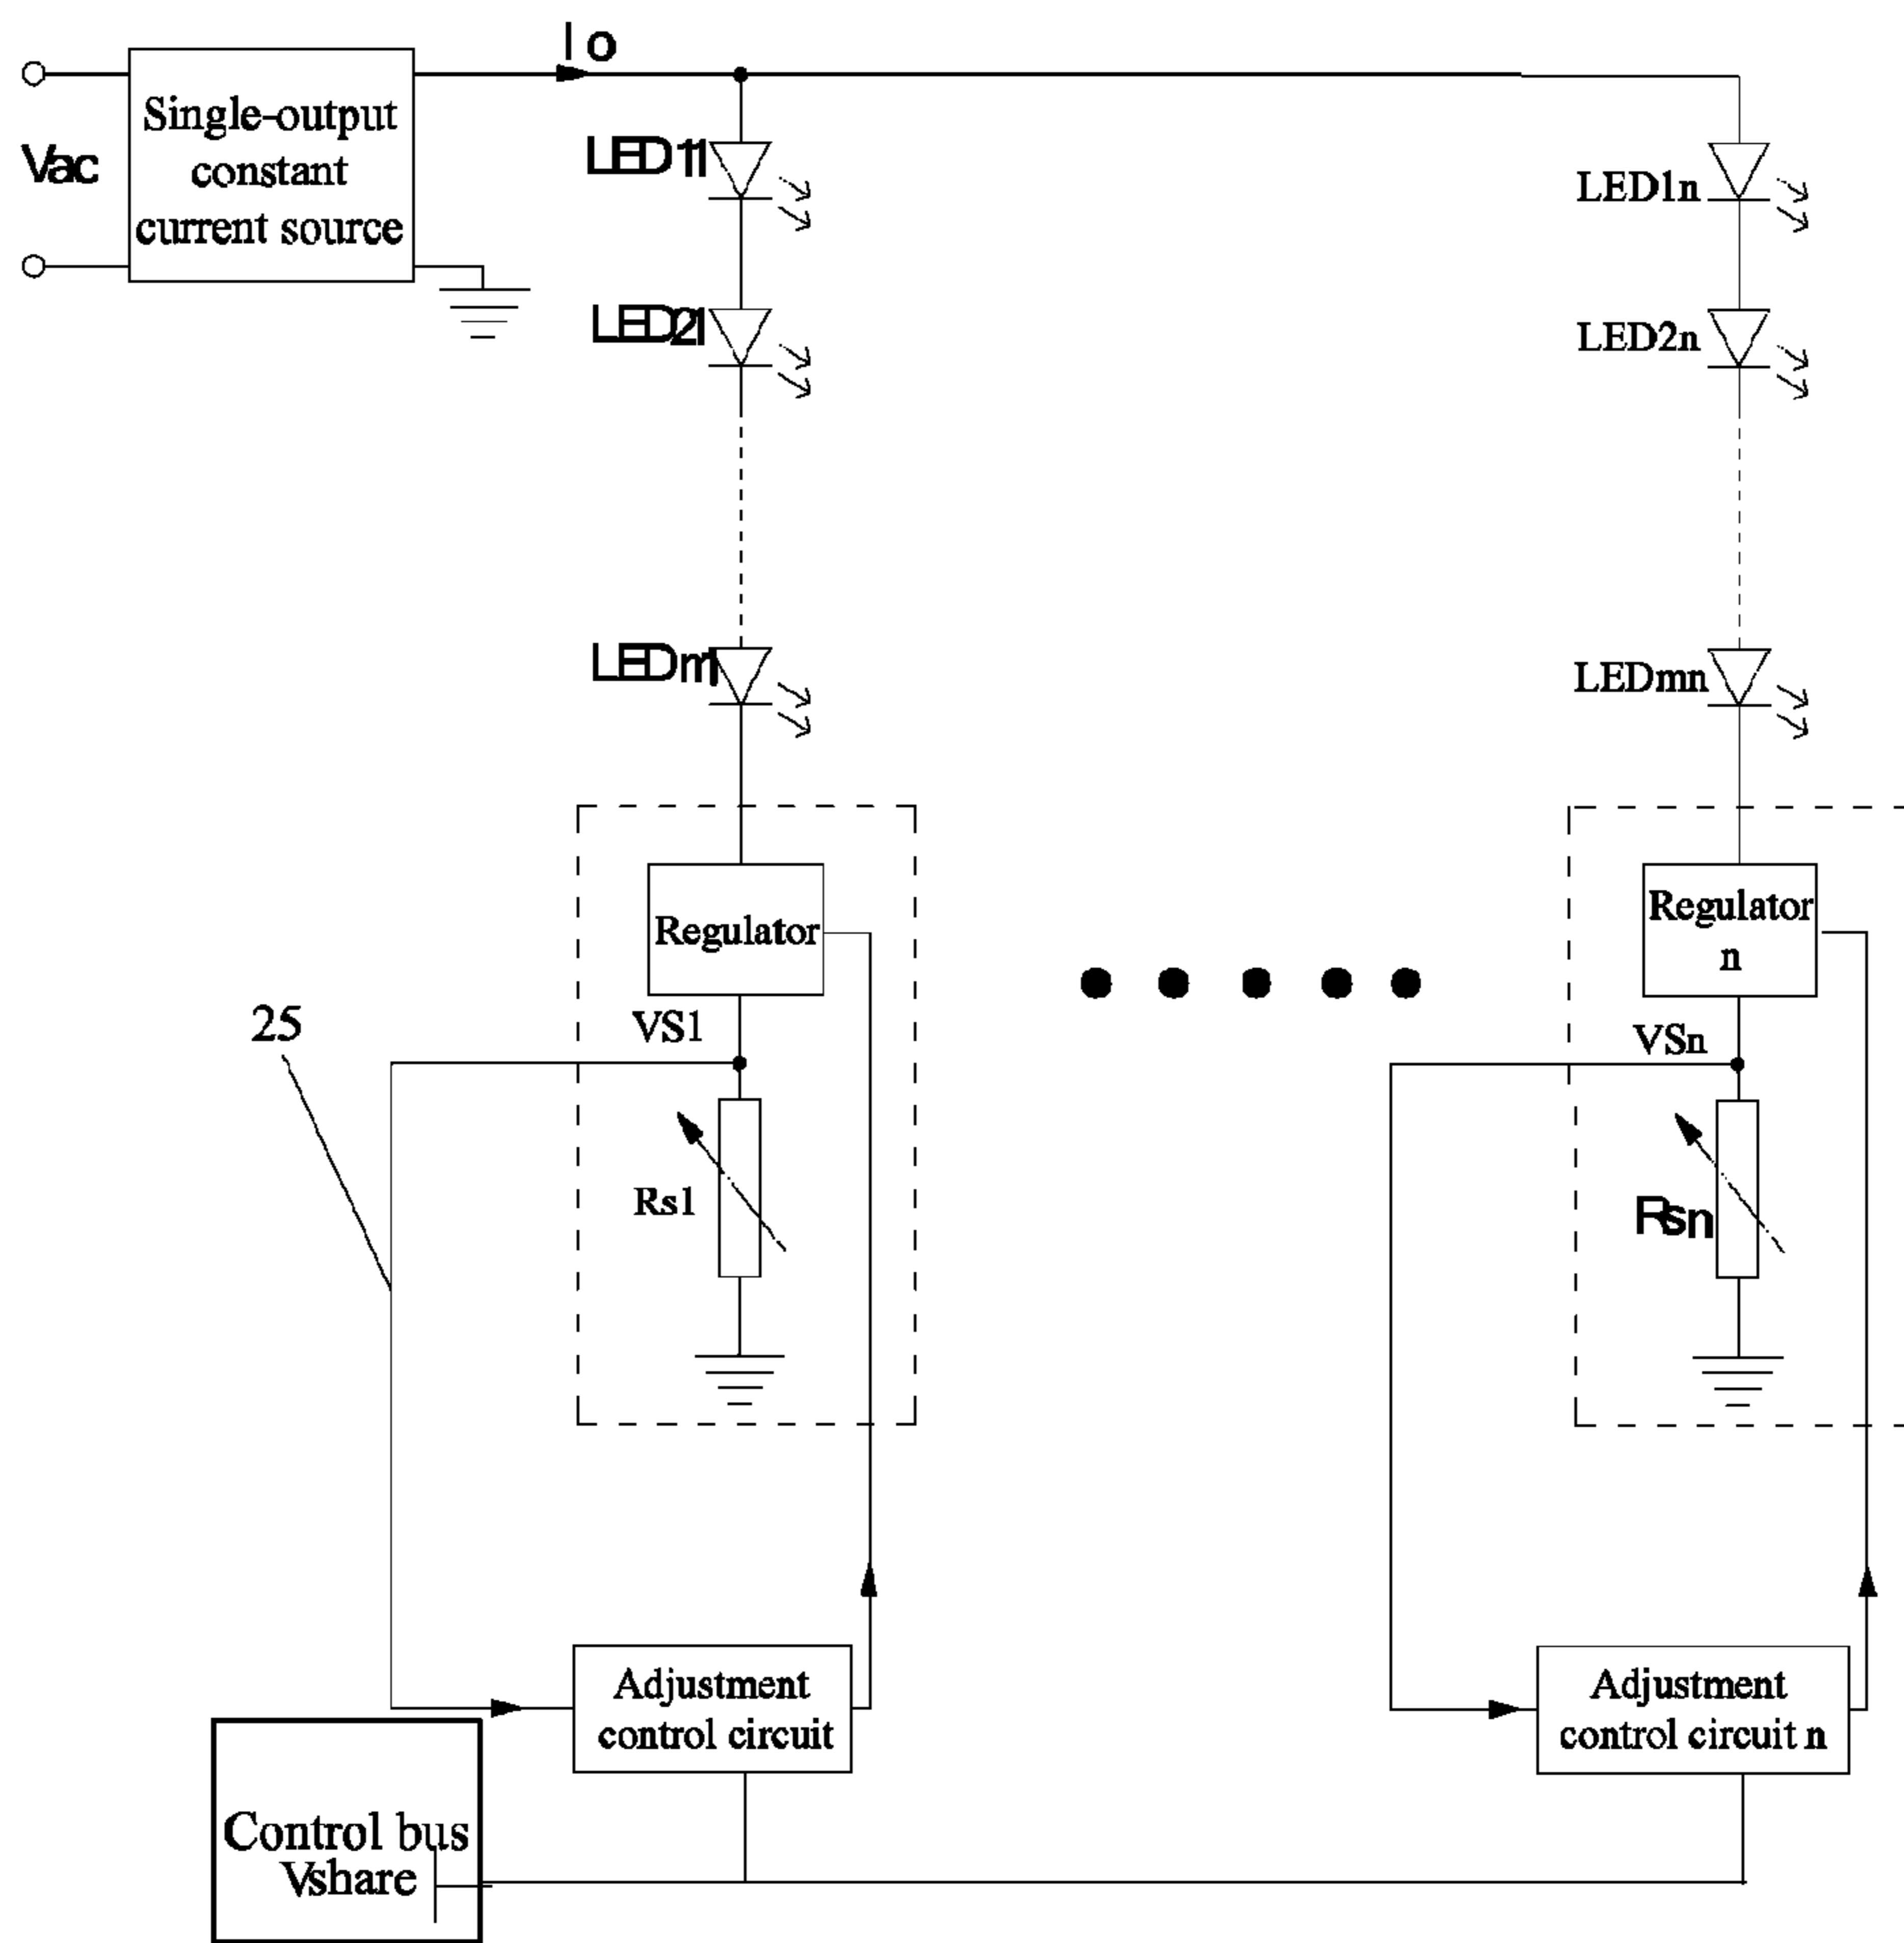 Io
Vac
Single-output
constant
current source
LED11
LED1n
LED21
LED2n
LEDm1
LEDmn
Regulator
Regulator
n
VS1
VSn
25
Rs1
Rsn
Adjustment
control circuit
Adjustment
control circuit n
Control bus
Vshare